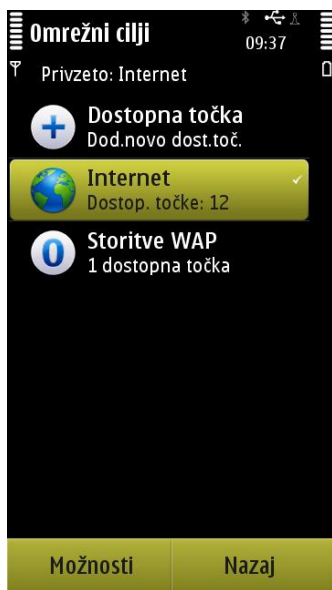 Omrežni cilji
09:37
Privzeto: Internet
Dostopna točka
Dod.novo dost.toč.
Internet
Dostop. točke: 12
Storitve WAP
1 dostopna točka
Možnosti
Nazaj